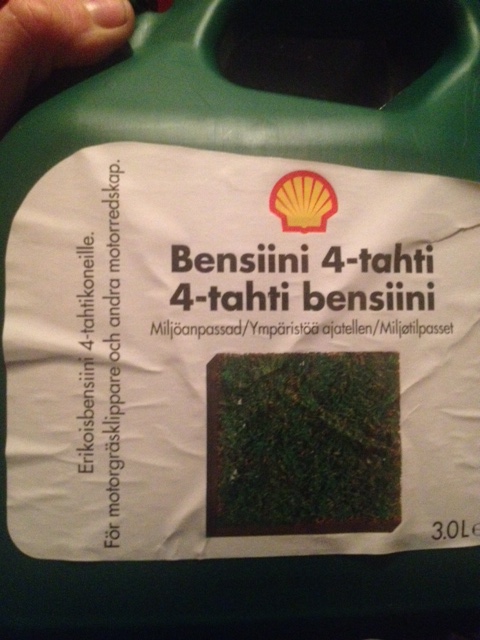 Bensiini 4-tahti
4-tahti bensiini
Miljöanpassad/Ympäristöä ajatellen/Miljøtilpasset
Erikoisbensiini 4-tahtikoneille.
För motorgräsklippare och andra motorredskap.
3.0L e